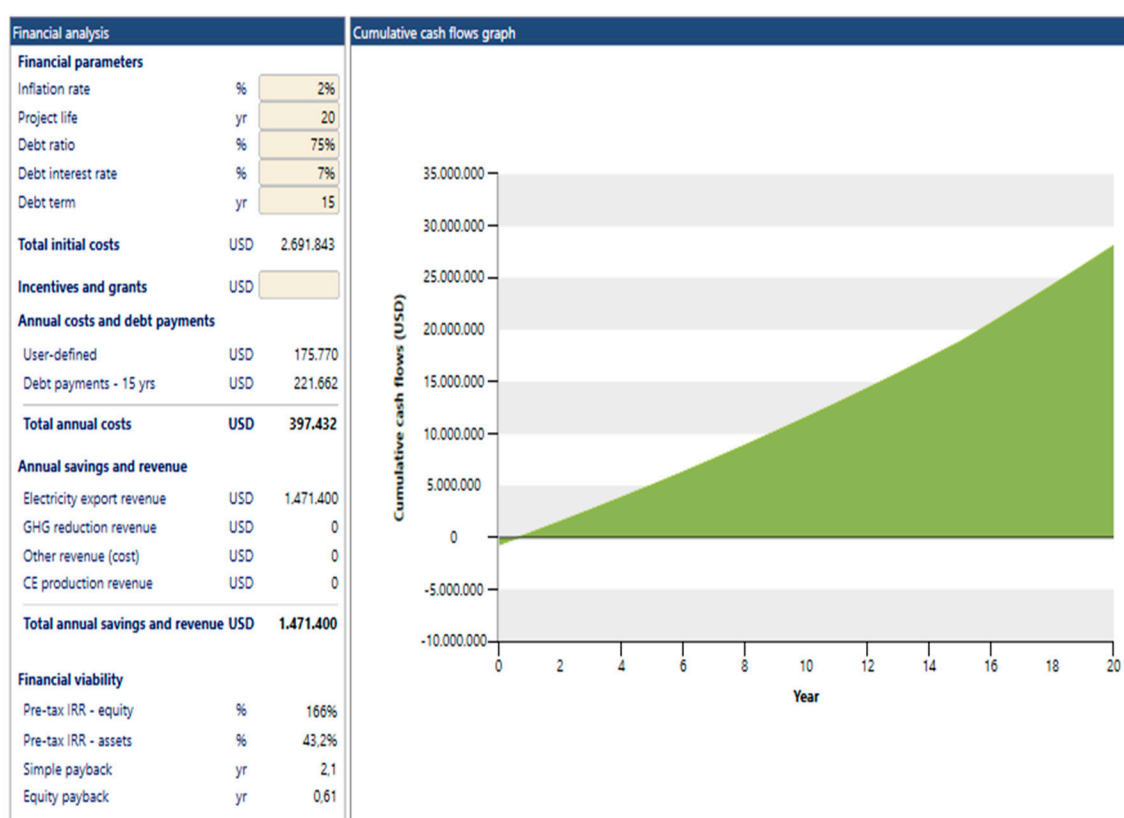 Financial analysis
Financial parameters
Inflation rate % 2%
Project life yr 20
Debt ratio % 75%
Debt interest rate % 7%
Debt term yr 15
Total initial costs USD 2.691.843
Incentives and grants USD
Annual costs and debt payments
User-defined USD 175.770
Debt payments - 15 yrs USD 221.662
Total annual costs USD 397.432
Annual savings and revenue
Electricity export revenue USD 1.471.400
GHG reduction revenue USD 0
Other revenue (cost) USD 0
CE production revenue USD 0
Total annual savings and revenue USD 1.471.400
Financial viability
Pre-tax IRR - equity % 166%
Pre-tax IRR - assets % 43,2%
Simple payback yr 2,1
Equity payback yr 0,61
Cumulative cash flows graph
Cumulative cash flows (USD)
35.000.000
30.000.000
25.000.000
20.000.000
15.000.000
10.000.000
5.000.000
0
-5.000.000
-10.000.000
0 2 4 6 8 10 12 14 16 18 20
Year